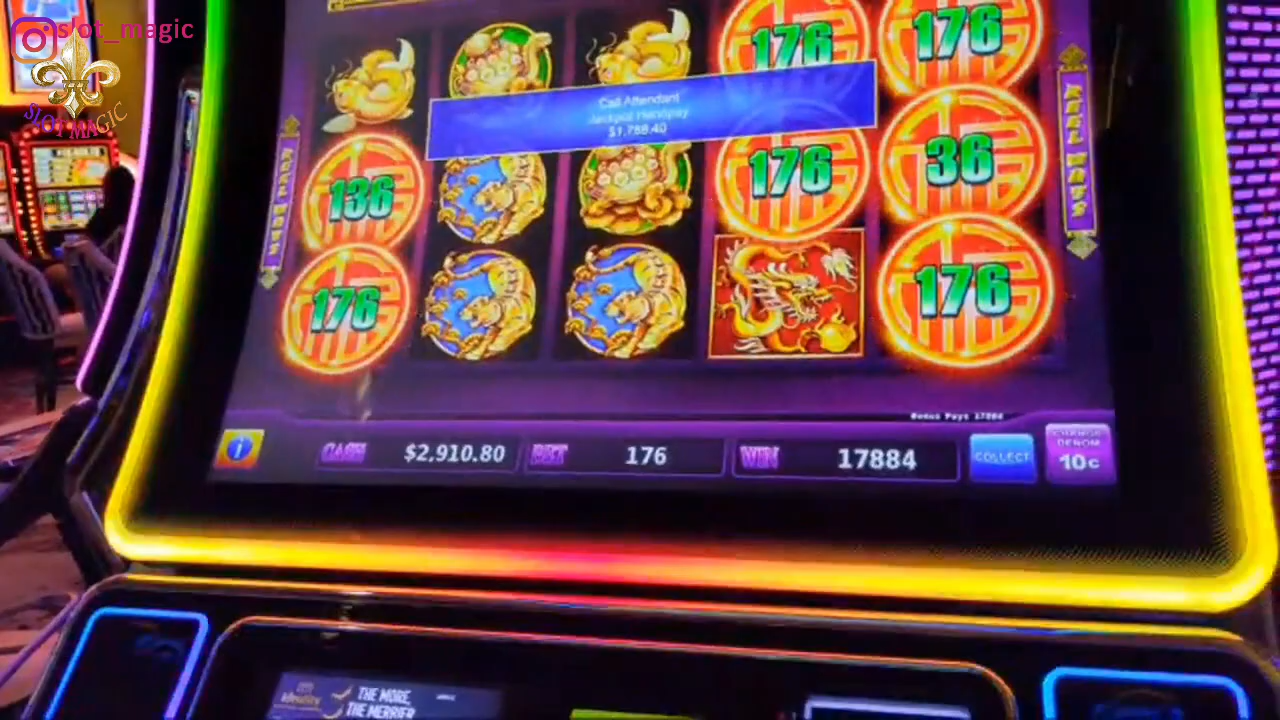 slot_magic
SLOT MAGIC
176
176
Call Attendant
Jackpot Handpay
$1,788.40
136
176
36
176
176
REEL WAYS
REEL WAYS
Bonus Pays 17884
CASH $2,910.80 BET 176 WIN 17884 COLLECT
CHANGE
DENOM
10¢
THE MORE,
THE MERRIER